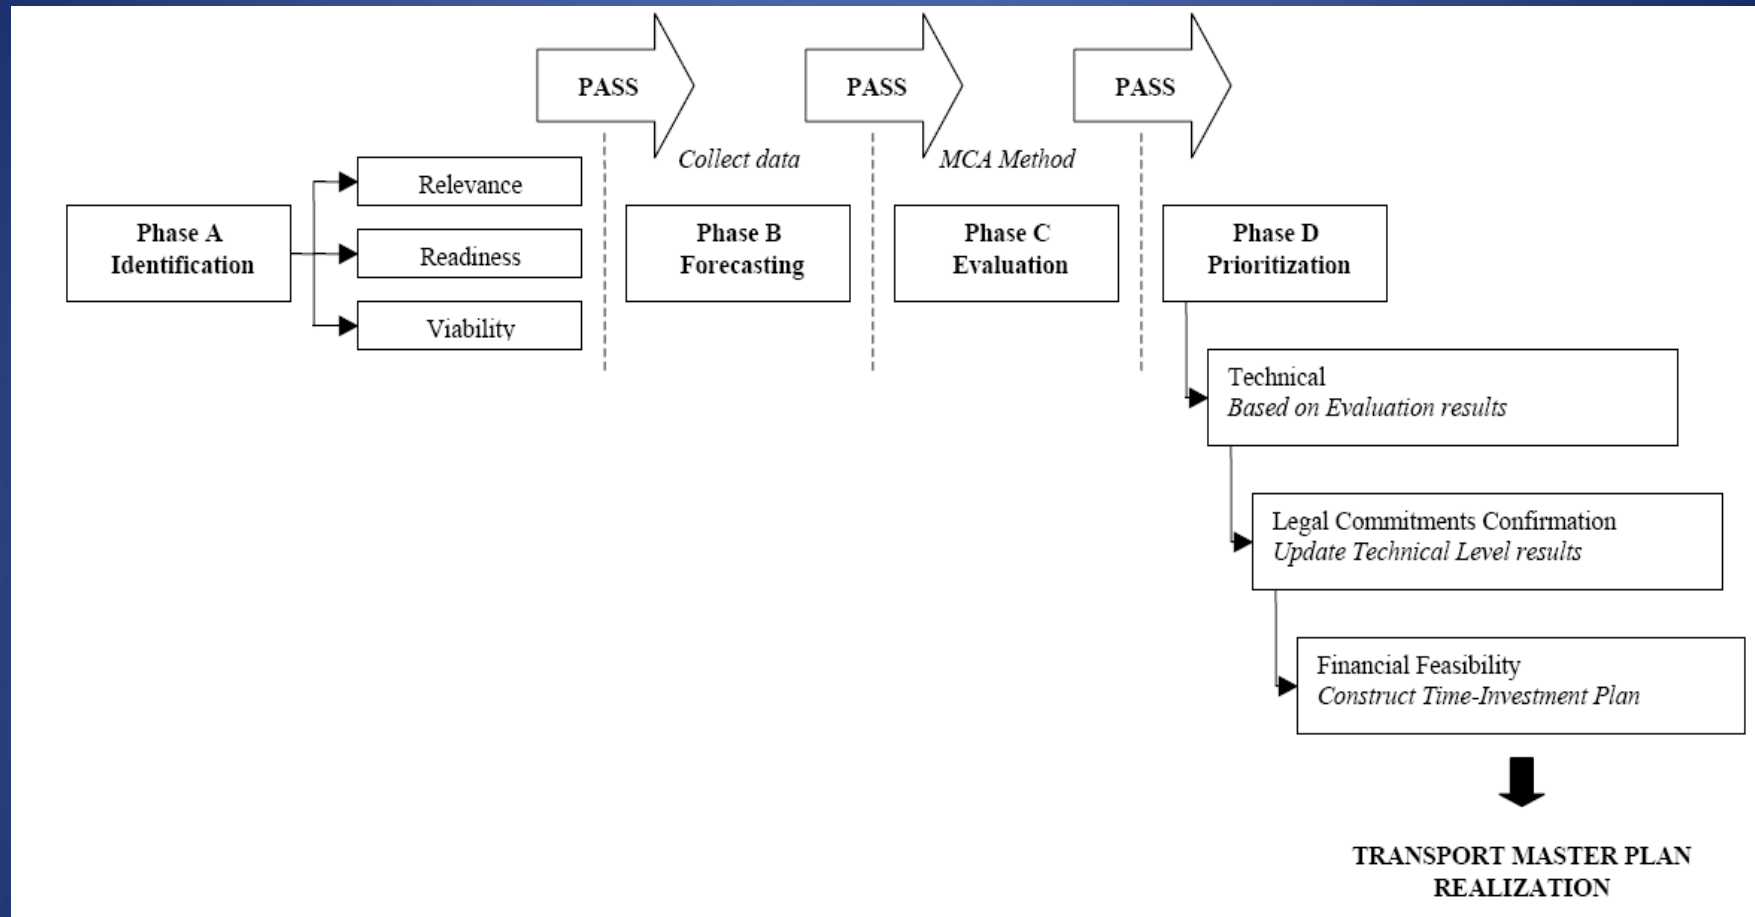 PASS
PASS
PASS
Collect data
MCA Method
Relevance
Readiness
Viability
Phase A
Identification
Phase B
Forecasting
Phase C
Evaluation
Phase D
Prioritization
Technical
Based on Evaluation results
Legal Commitments Confirmation
Update Technical Level results
Financial Feasibility
Construct Time-Investment Plan
TRANSPORT MASTER PLAN
REALIZATION